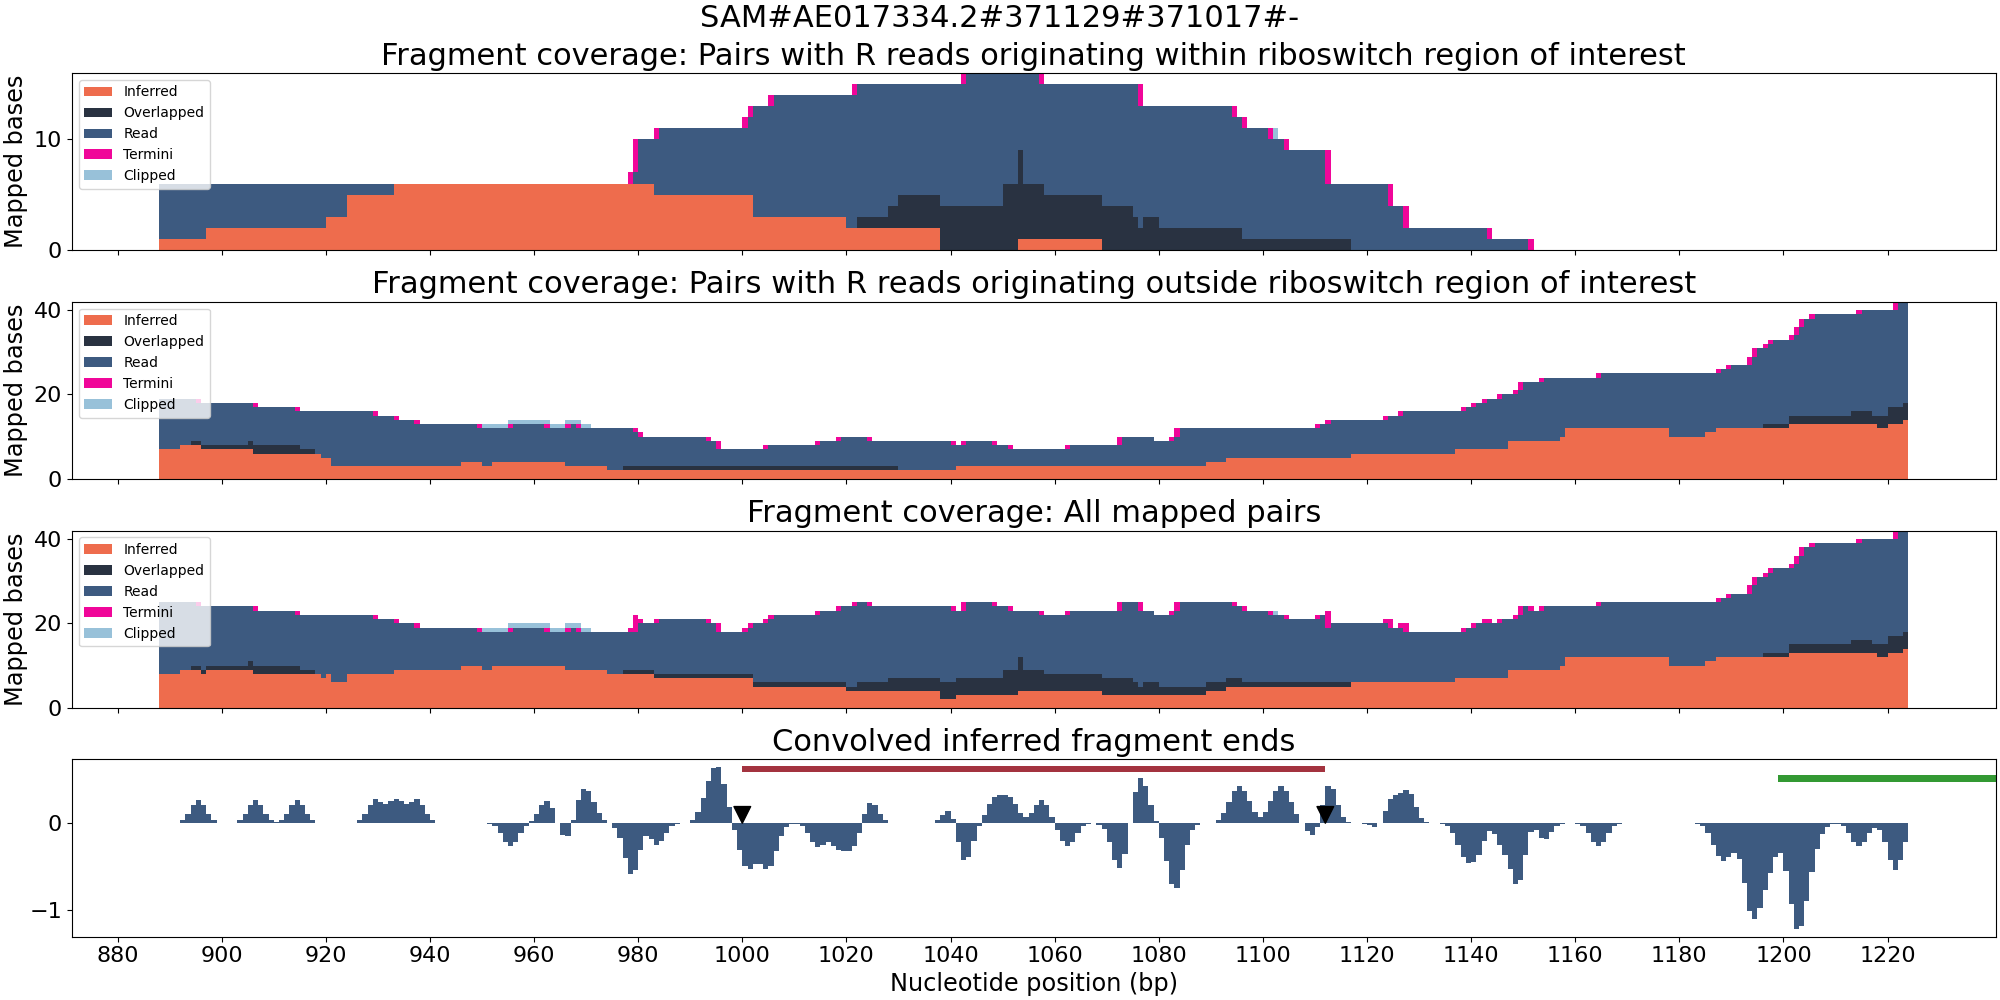 SAM#AE017334.2#371129#371017#-
Fragment coverage: Pairs with R reads originating within riboswitch region of interest
Mapped bases
10
0
Inferred
Overlapped
Read
Termini
Clipped
Fragment coverage: Pairs with R reads originating outside riboswitch region of interest
Mapped bases
40
20
0
Inferred
Overlapped
Read
Termini
Clipped
Fragment coverage: All mapped pairs
Mapped bases
40
20
0
Inferred
Overlapped
Read
Termini
Clipped
Convolved inferred fragment ends
0
−1
880 900 920 940 960 980 1000 1020 1040 1060 1080 1100 1120 1140 1160 1180 1200 1220
Nucleotide position (bp)